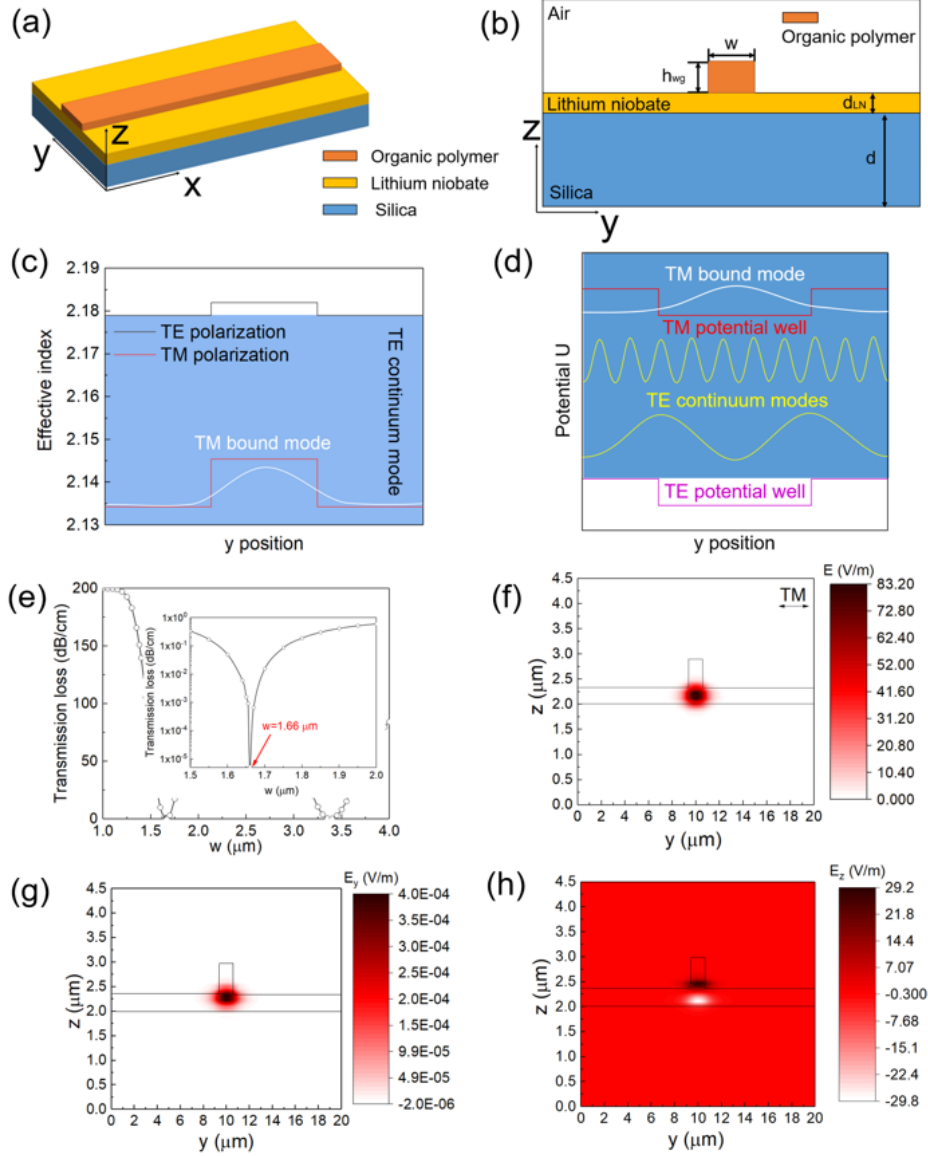 (a)
z
y
x
Organic polymer
Lithium niobate
Silica
(b)
Air
Organic polymer
w
hwg
Lithium niobate
dLN
z
d
Silica
y
(c)
2.19
2.18
2.17
2.16
2.15
2.14
2.13
Effective index
TE polarization
TM polarization
TE continuum mode
TM bound mode
y position
(d)
Potential U
TM bound mode
TM potential well
TE continuum modes
TE potential well
y position
(e)
Transmission loss (dB/cm)
200
150
100
50
0
1.0 1.5 2.0 2.5 3.0 3.5 4.0
w (μm)
Transmission loss (dB/cm)
1x10⁰
1x10⁻¹
1x10⁻²
1x10⁻³
1x10⁻⁴
1x10⁻⁵
w=1.66 μm
1.5 1.6 1.7 1.8 1.9 2.0
w (μm)
(f)
E (V/m)
TM
z (μm)
4.5
4.0
3.5
3.0
2.5
2.0
1.5
1.0
0.5
0.0
0 2 4 6 8 10 12 14 16 18 20
y (μm)
83.20
72.80
62.40
52.00
41.60
31.20
20.80
10.40
0.000
(g)
Ey (V/m)
z (μm)
4.5
4.0
3.5
3.0
2.5
2.0
1.5
1.0
0.5
0.0
0 2 4 6 8 10 12 14 16 18 20
y (μm)
4.0E-04
3.5E-04
3.0E-04
2.5E-04
2.0E-04
1.5E-04
9.9E-05
4.9E-05
-2.0E-06
(h)
Ez (V/m)
z (μm)
4.5
4.0
3.5
3.0
2.5
2.0
1.5
1.0
0.5
0.0
0 2 4 6 8 10 12 14 16 18 20
y (μm)
29.2
21.8
14.4
7.07
-0.300
-7.68
-15.1
-22.4
-29.8